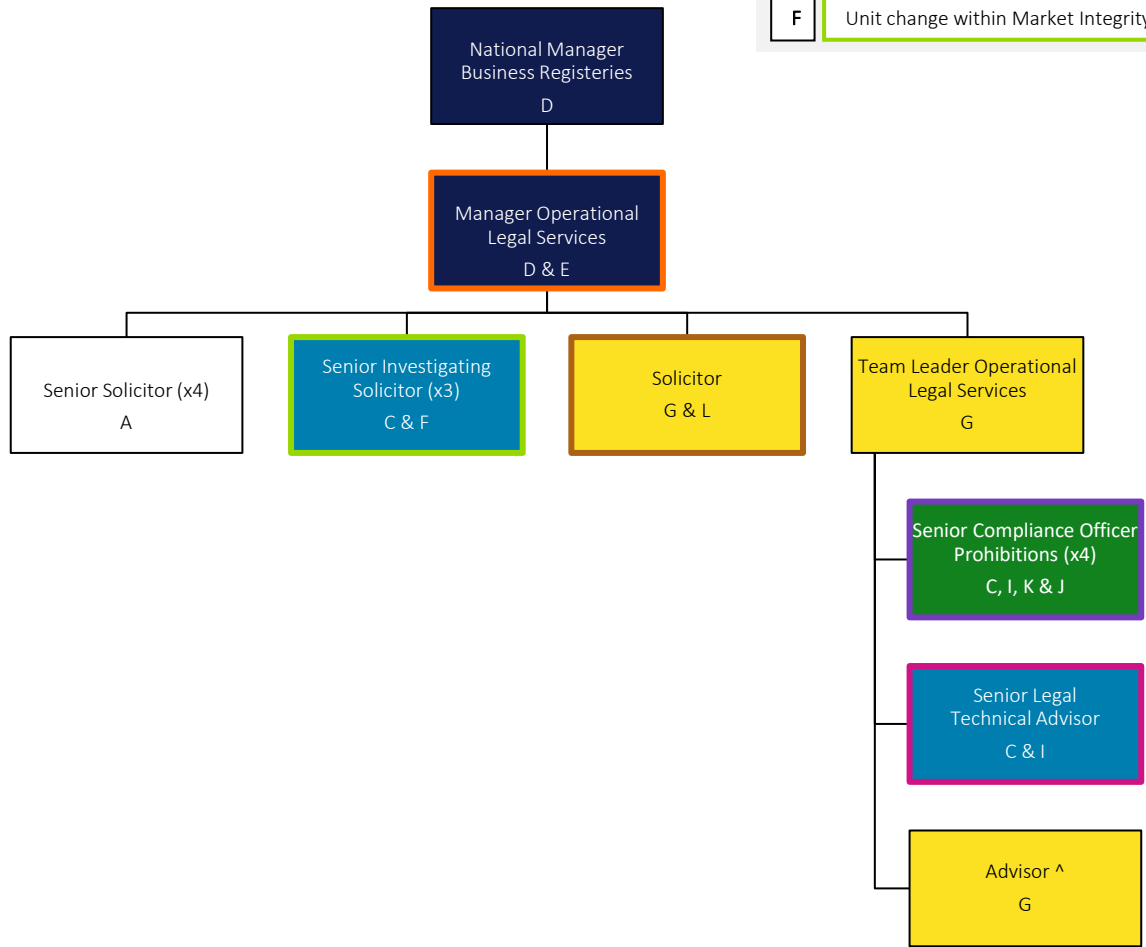 F Unit change within Market Integrity
National Manager
Business Registeries
D
Manager Operational
Legal Services
D & E
Senior Solicitor (x4)
A
Senior Investigating
Solicitor (x3)
C & F
Solicitor
G & L
Team Leader Operational
Legal Services
G
Senior Compliance Officer
Prohibitions (x4)
C, I, K & J
Senior Legal
Technical Advisor
C & I
Advisor ^
G